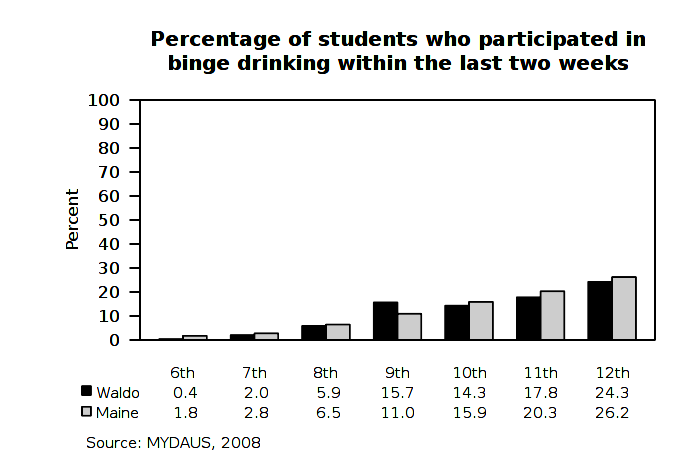 Percentage of students who participated in
binge drinking within the last two weeks
100
90
80
70
60
50
40
30
20
10
0
Percent
6th 7th 8th 9th 10th 11th 12th
Waldo 0.4 2.0 5.9 15.7 14.3 17.8 24.3
Maine 1.8 2.8 6.5 11.0 15.9 20.3 26.2
Source: MYDAUS, 2008